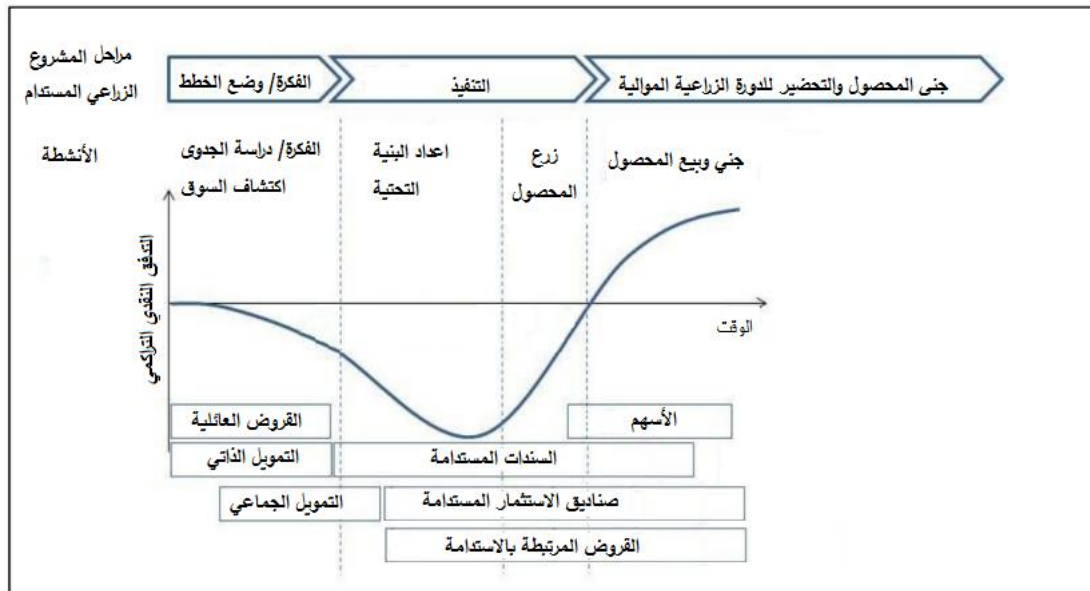 مراحل المشروع
الزراعي المستدام
الفكرة/ وضع الخطط
التنفيذ
جنى المحصول والتحضير للدورة الزراعية الموالية
الأنشطة
الفكرة/ دراسة الجدوى
اكتشاف السوق
اعداد البنية
التحتية
زرع
المحصول
جني وبيع المحصول
التدفق النقدي التراكمي
الوقت
القروض العائلية
الأسهم
التمويل الذاتي
السندات المستدامة
التمويل الجماعي
صناديق الاستثمار المستدامة
القروض المرتبطة بالاستدامة